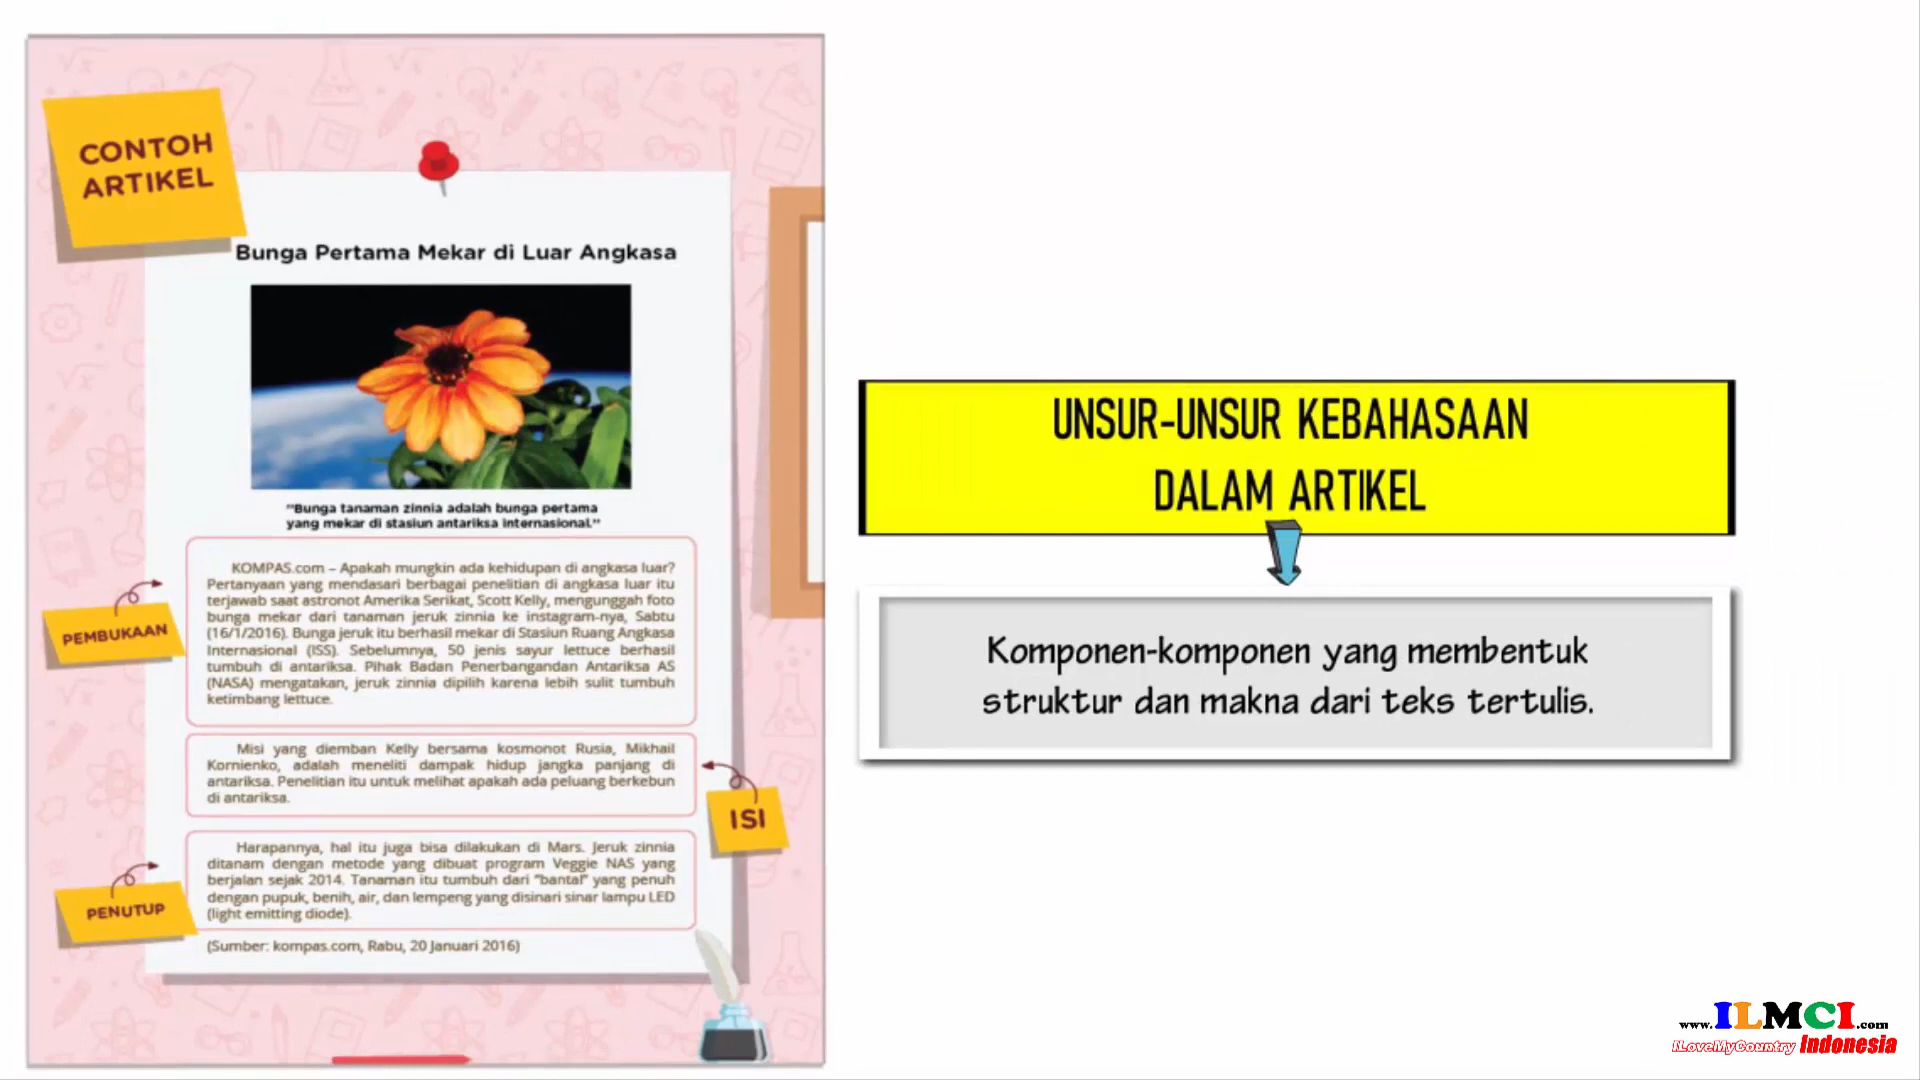 CONTOH
ARTIKEL
Bunga Pertama Mekar di Luar Angkasa
"Bunga tanaman zinnia adalah bunga pertama
yang mekar di stasiun antariksa internasional."
KOMPAS.com – Apakah mungkin ada kehidupan di angkasa luar?
Pertanyaan yang mendasari berbagai penelitian di angkasa luar itu
terjawab saat astronot Amerika Serikat, Scott Kelly, mengunggah foto
bunga mekar dari tanaman jeruk zinnia ke instagram-nya, Sabtu
(16/1/2016). Bunga jeruk itu berhasil mekar di Stasiun Ruang Angkasa
Internasional (ISS). Sebelumnya, 50 jenis sayur lettuce berhasil
tumbuh di antariksa. Pihak Badan Penerbangandan Antariksa AS
(NASA) mengatakan, jeruk zinnia dipilih karena lebih sulit tumbuh
ketimbang lettuce.
PEMBUKAAN
Misi yang diemban Kelly bersama kosmonot Rusia, Mikhail
Kornienko, adalah meneliti dampak hidup jangka panjang di
antariksa. Penelitian itu untuk melihat apakah ada peluang berkebun
di antariksa.
ISI
Harapannya, hal itu juga bisa dilakukan di Mars. Jeruk zinnia
ditanam dengan metode yang dibuat program Veggie NAS yang
berjalan sejak 2014. Tanaman itu tumbuh dari "bantal" yang penuh
dengan pupuk, benih, air, dan lempeng yang disinari sinar lampu LED
(light emitting diode).
PENUTUP
(Sumber: kompas.com, Rabu, 20 Januari 2016)
UNSUR-UNSUR KEBAHASAAN
DALAM ARTIKEL
Komponen-komponen yang membentuk
struktur dan makna dari teks tertulis.
www.ILMCI.com
ILoveMyCountry Indonesia